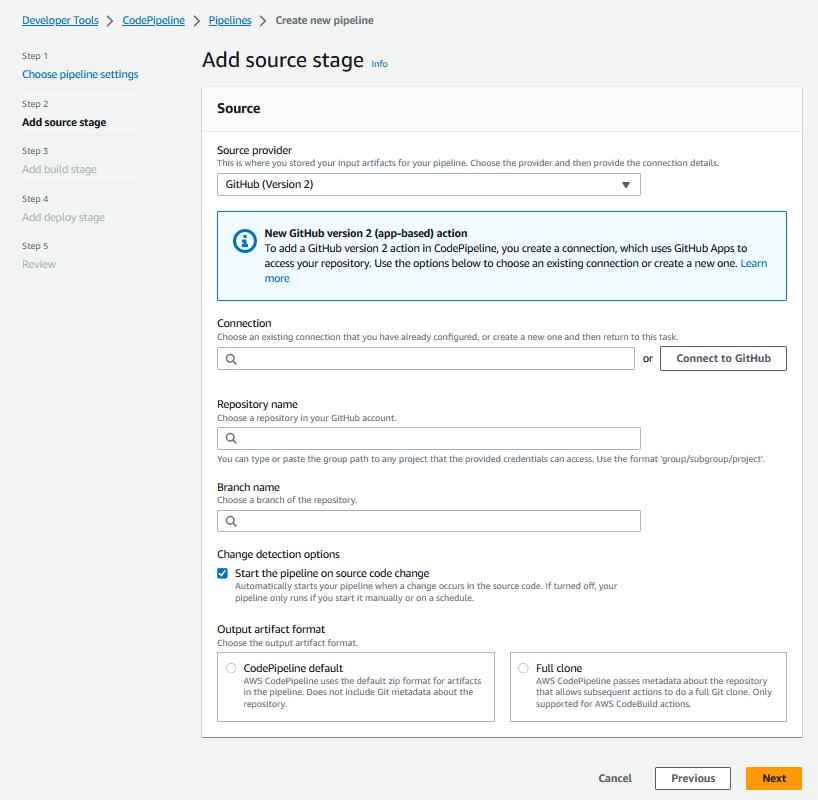 Developer Tools > CodePipeline > Pipelines > Create new pipeline
Step 1
Choose pipeline settings
Step 2
Add source stage
Step 3
Add build stage
Step 4
Add deploy stage
Step 5
Review
Add source stage Info
Source
Source provider
This is where you stored your input artifacts for your pipeline. Choose the provider and then provide the connection details.
GitHub (Version 2)
New GitHub version 2 (app-based) action
To add a GitHub version 2 action in CodePipeline, you create a connection, which uses GitHub Apps to
access your repository. Use the options below to choose an existing connection or create a new one. Learn
more
Connection
Choose an existing connection that you have already configured, or create a new one and then return to this task.
or Connect to GitHub
Repository name
Choose a repository in your GitHub account.
You can type or paste the group path to any project that the provided credentials can access. Use the format 'group/subgroup/project'.
Branch name
Choose a branch of the repository.
Change detection options
Start the pipeline on source code change
Automatically starts your pipeline when a change occurs in the source code. If turned off, your
pipeline only runs if you start it manually or on a schedule.
Output artifact format
Choose the output artifact format.
CodePipeline default
AWS CodePipeline uses the default zip format for artifacts
in the pipeline. Does not include Git metadata about the
repository.
Full clone
AWS CodePipeline passes metadata about the repository
that allows subsequent actions to do a full Git clone. Only
supported for AWS CodeBuild actions.
Cancel Previous Next